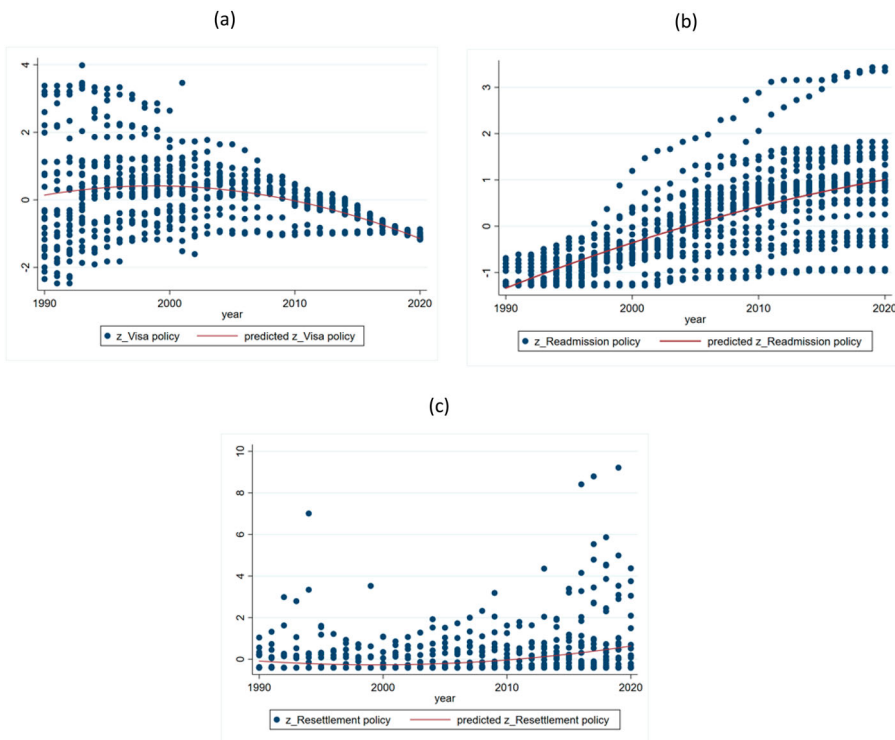 (a)
(b)
4
2
0
-2
1990 2000 2010 2020
year
z_Visa policy predicted z_Visa policy
3
2
1
0
-1
1990 2000 2010 2020
year
z_Readmission policy predicted z_Readmission policy
(c)
10
8
6
4
2
0
1990 2000 2010 2020
year
z_Resettlement policy predicted z_Resettlement policy